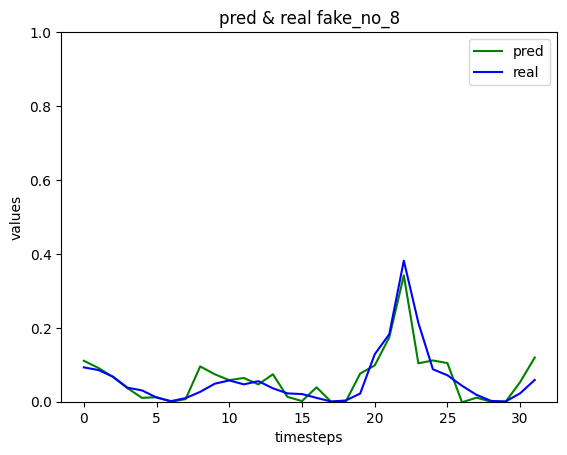 pred & real fake_no_8
1.0
pred
real
0.8
0.6
values
0.4
0.2
0.0
0 5 10 15 20 25 30
timesteps